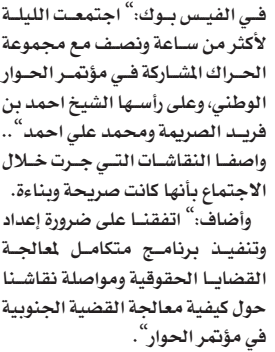 في الفيس بوك:“ اجتمعت الليلة
لأكثر من ساعة ونصف مع مجموعة
الحراك المشاركة في مؤتمر الحوار
الوطني، وعلى رأسها الشيخ احمد بن
فريد الصريمة ومحمد علي احمد“..
واصفا النقاشات التي جرت خلال
الاجتماع بأنها كانت صريحة وبناءة.
وأضاف:“ اتفقنا على ضرورة إعداد
وتنفيذ برنامج متكامل لمعالجة
القضايا الحقوقية ومواصلة نقاشنا
حول كيفية معالجة القضية الجنوبية
في مؤتمر الحوار“.